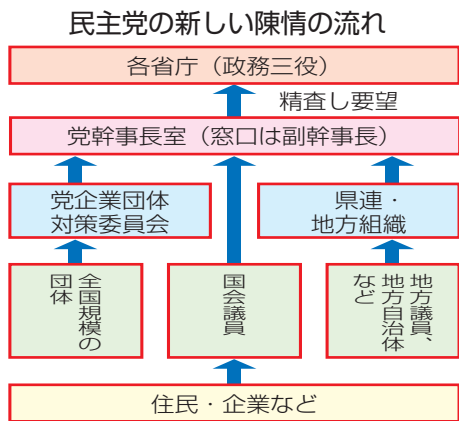 民主党の新しい陳情の流れ
各省庁（政務三役）
精査し要望
党幹事長室（窓口は副幹事長）
党企業団体
対策委員会
県連・
地方組織
全国規模の
団体
国会議員
地方議員、
地方自治体
など
住民・企業など